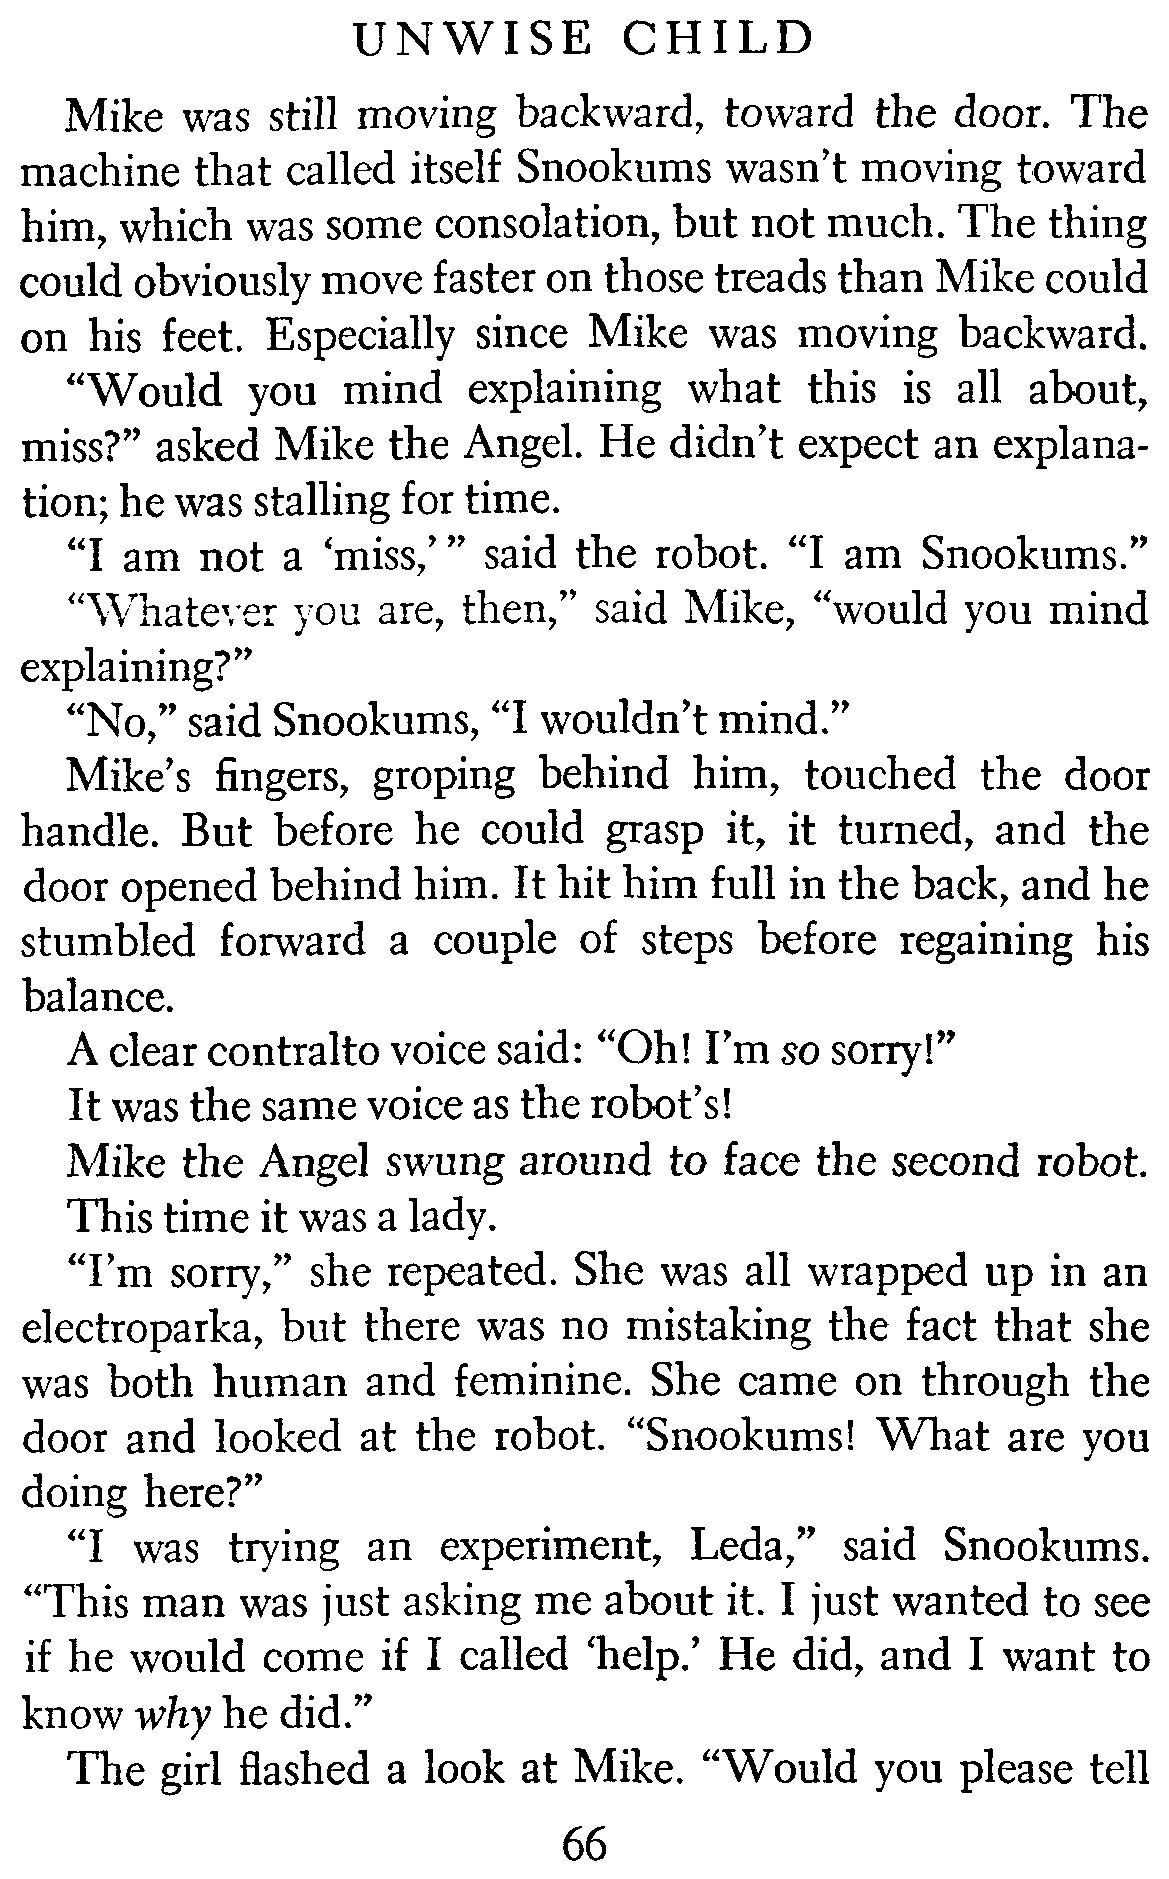 UNWISE CHILD
Mike was still moving backward, toward the door. The
machine that called itself Snookums wasn't moving toward
him, which was some consolation, but not much. The thing
could obviously move faster on those treads than Mike could
on his feet. Especially since Mike was moving backward.
“Would you mind explaining what this is all about,
miss?” asked Mike the Angel. He didn't expect an explana-
tion; he was stalling for time.
“I am not a ‘miss,’ ” said the robot. “I am Snookums.”
“Whatever you are, then,” said Mike, “would you mind
explaining?”
“No,” said Snookums, “I wouldn't mind.”
Mike's fingers, groping behind him, touched the door
handle. But before he could grasp it, it turned, and the
door opened behind him. It hit him full in the back, and he
stumbled forward a couple of steps before regaining his
balance.
A clear contralto voice said: “Oh! I'm so sorry!”
It was the same voice as the robot's!
Mike the Angel swung around to face the second robot.
This time it was a lady.
“I'm sorry,” she repeated. She was all wrapped up in an
electroparka, but there was no mistaking the fact that she
was both human and feminine. She came on through the
door and looked at the robot. “Snookums! What are you
doing here?”
“I was trying an experiment, Leda,” said Snookums.
“This man was just asking me about it. I just wanted to see
if he would come if I called ‘help.’ He did, and I want to
know why he did.”
The girl flashed a look at Mike. “Would you please tell
66